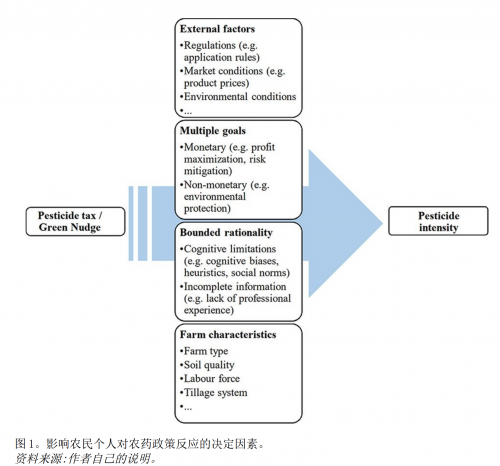 External factors
•Regulations (e.g.
application rules)
•Market conditions (e.g.
product prices)
•Environmental conditions
•...
Multiple goals
•Monetary (e.g. profit
maximization, risk
mitigation)
•Non-monetary (e.g.
environmental
protection)
Pesticide tax /
Green Nudge
Pesticide
intensity
Bounded rationality
•Cognitive limitations
(e.g. cognitive biases,
heuristics, social norms)
•Incomplete information
(e.g. lack of professional
experience)
Farm characteristics
•Farm type
•Soil quality
•Labour force
•Tillage system
•...
图 1。影响农民个人对农药政策反应的决定因素。
资料来源:作者自己的说明。